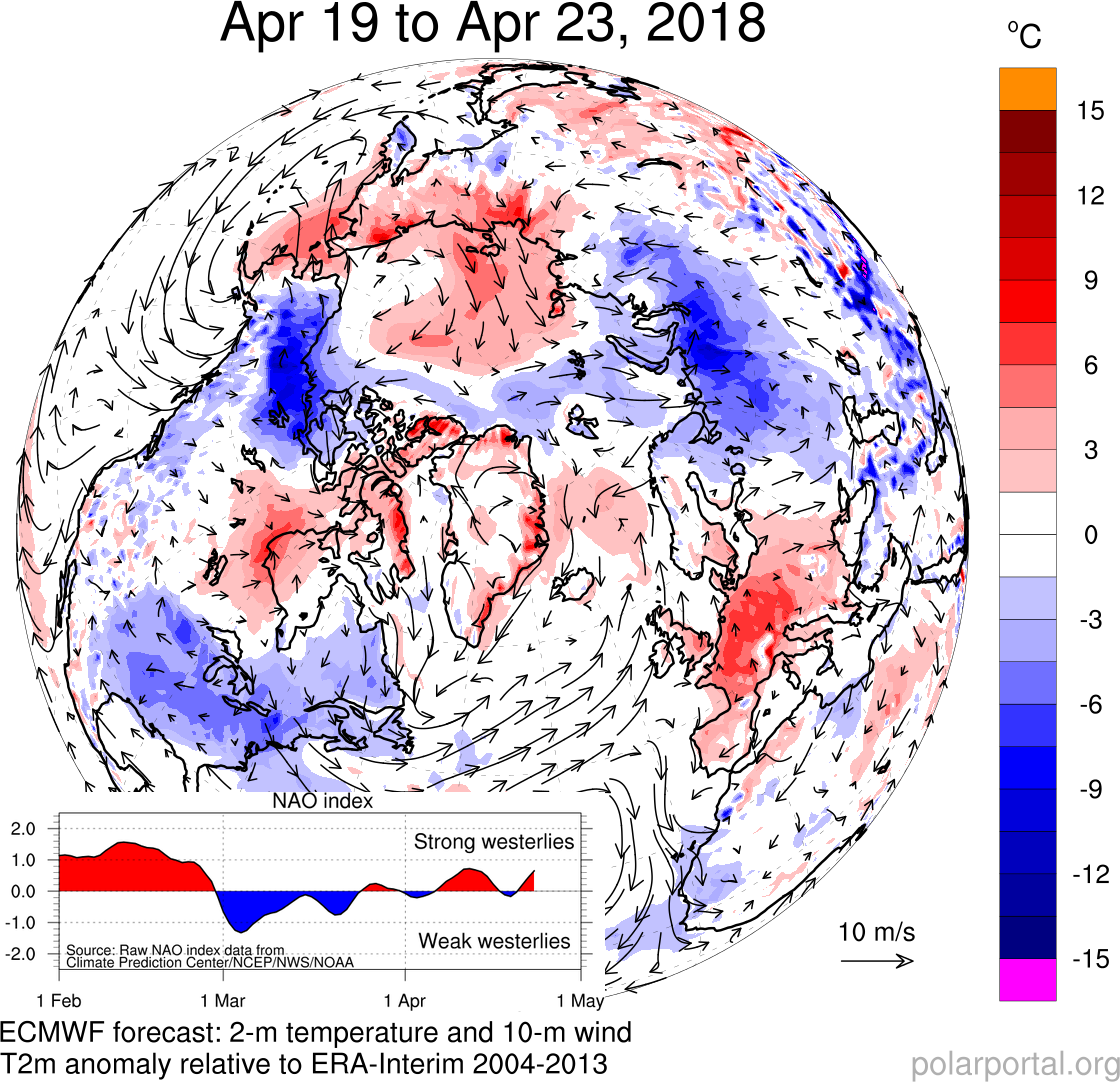 Apr 19 to Apr 23, 2018
°C
15
12
9
6
3
0
-3
-6
-9
-12
-15
10 m/s
NAO index
2.0
1.0
0.0
-1.0
-2.0
Strong westerlies
Weak westerlies
Source: Raw NAO index data from
Climate Prediction Center/NCEP/NWS/NOAA
1 Feb
1 Mar
1 Apr
1 May
ECMWF forecast: 2-m temperature and 10-m wind
T2m anomaly relative to ERA-Interim 2004-2013
polarportal.org